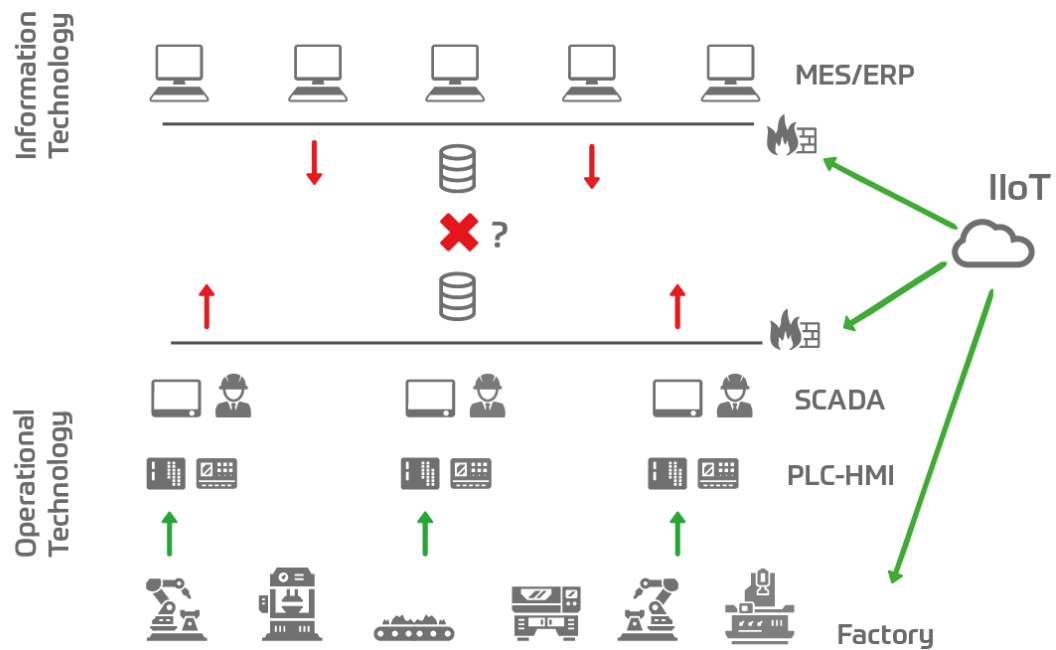 Information
Technology
MES/ERP
IIoT
?
SCADA
Operational
Technology
PLC-HMI
Factory